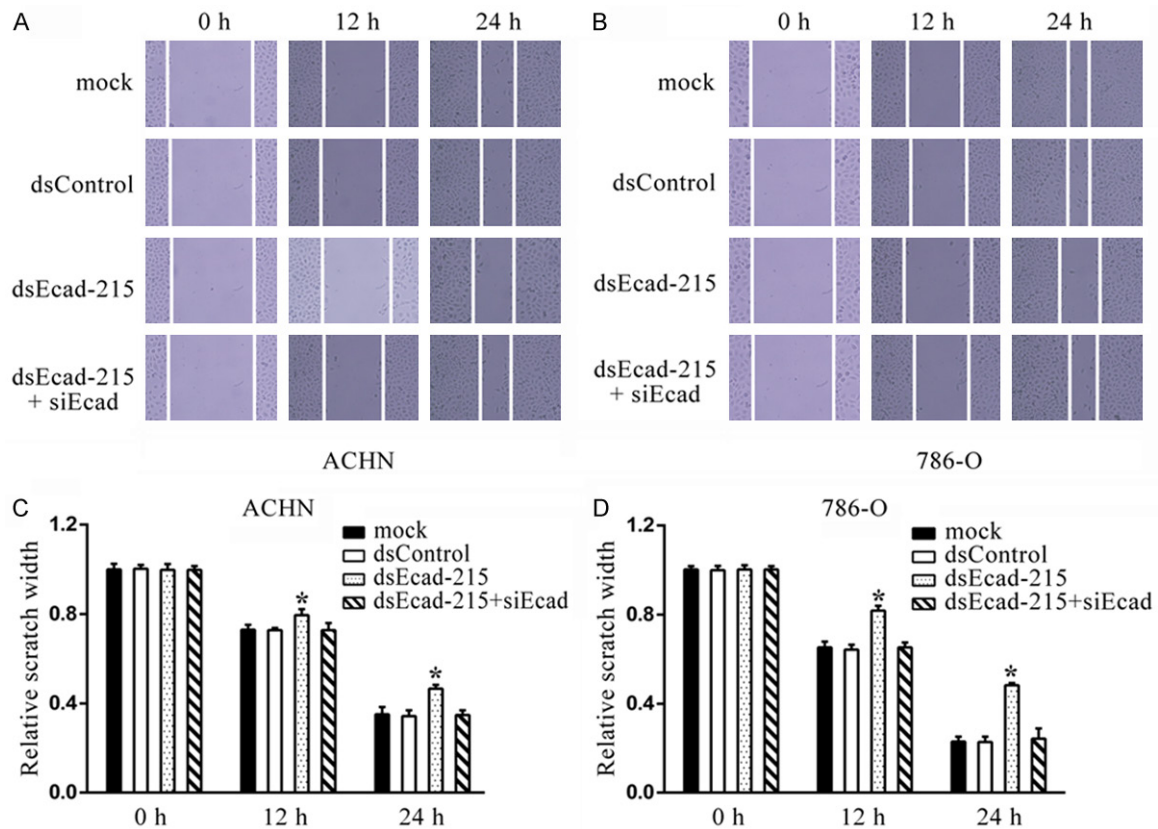 A
0 h 12 h 24 h
mock
dsControl
dsEcad-215
dsEcad-215
+ siEcad
ACHN
B
0 h 12 h 24 h
mock
dsControl
dsEcad-215
dsEcad-215
+ siEcad
786-O
C
ACHN
Relative scratch width
1.2
0.8
0.4
0.0
mock
dsControl
dsEcad-215
dsEcad-215+siEcad
*
*
0 h 12 h 24 h
D
786-O
Relative scratch width
1.2
0.8
0.4
0.0
mock
dsControl
dsEcad-215
dsEcad-215+siEcad
*
*
0 h 12 h 24 h